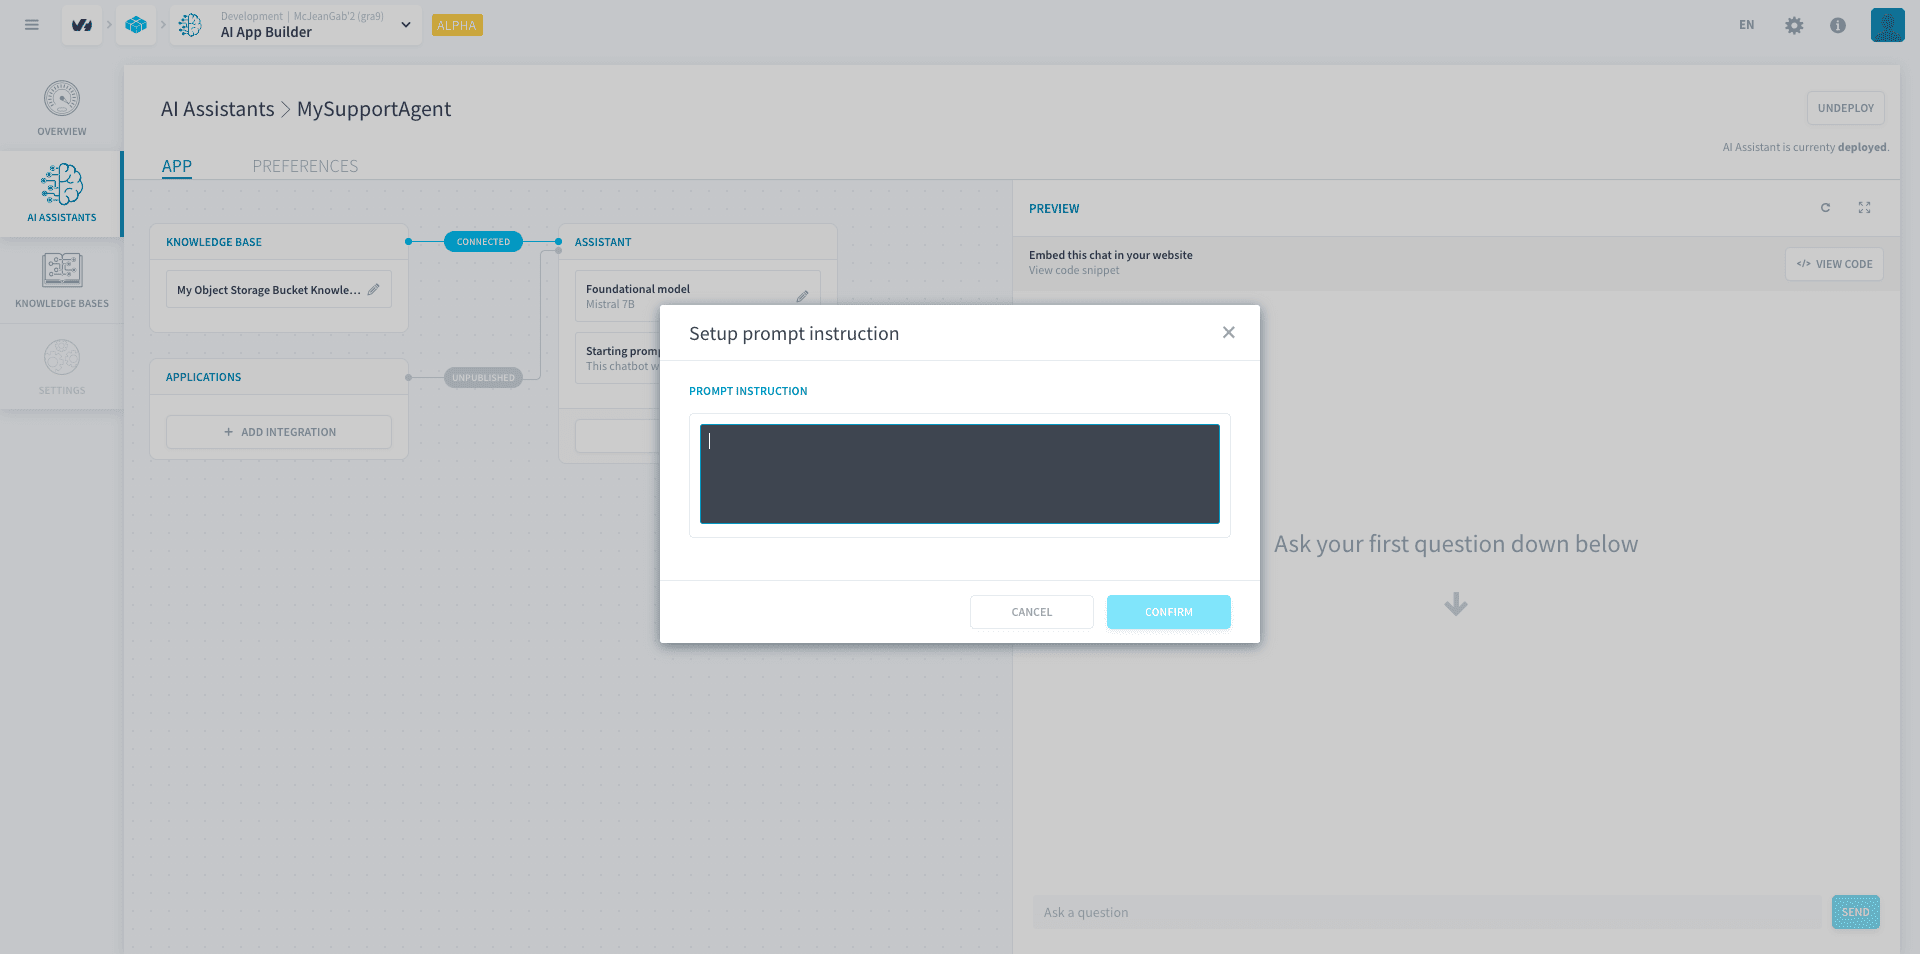 Development | McJeanGab'2 (gra9)
AI App Builder
ALPHA
EN
OVERVIEW
AI ASSISTANTS
KNOWLEDGE BASES
SETTINGS
AI Assistants > MySupportAgent
UNDEPLOY
AI Assistant is currenty deployed.
APP
PREFERENCES
KNOWLEDGE BASE
CONNECTED
ASSISTANT
My Object Storage Bucket Knowle...
Foundational model
Mistral 7B
Starting promp
This chatbot w
APPLICATIONS
UNPUBLISHED
+ ADD INTEGRATION
PREVIEW
Embed this chat in your website
View code snippet
</> VIEW CODE
Setup prompt instruction
PROMPT INSTRUCTION
CANCEL
CONFIRM
Ask your first question down below
Ask a question
SEND